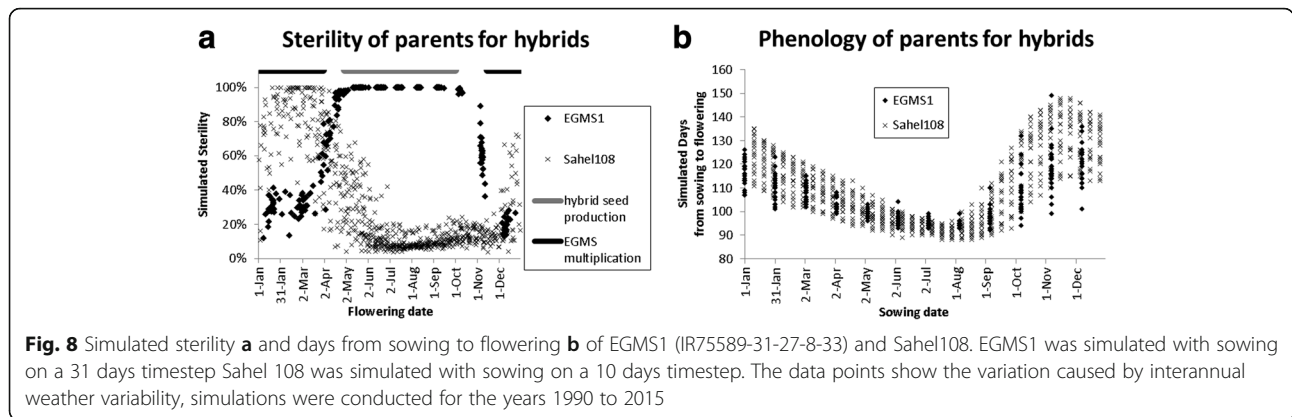 a Sterility of parents for hybrids
Simulated Sterility
100%
80%
60%
40%
20%
0%
1-Jan
31-Jan
2-Mar
2-Apr
2-May
2-Jun
2-Jul
1-Aug
1-Sep
1-Oct
1-Nov
1-Dec
Flowering date
EGMS1
Sahel108
hybrid seed
production
EGMS
multiplication
b Phenology of parents for hybrids
Simulated Days
from sowing to flowering
160
150
140
130
120
110
100
90
80
1-Jan
31-Jan
2-Mar
2-Apr
2-May
2-Jun
2-Jul
1-Aug
1-Sep
1-Oct
1-Nov
1-Dec
Sowing date
EGMS1
Sahel108
Fig. 8 Simulated sterility a and days from sowing to flowering b of EGMS1 (IR75589-31-27-8-33) and Sahel108. EGMS1 was simulated with sowing
on a 31 days timestep Sahel 108 was simulated with sowing on a 10 days timestep. The data points show the variation caused by interannual
weather variability, simulations were conducted for the years 1990 to 2015